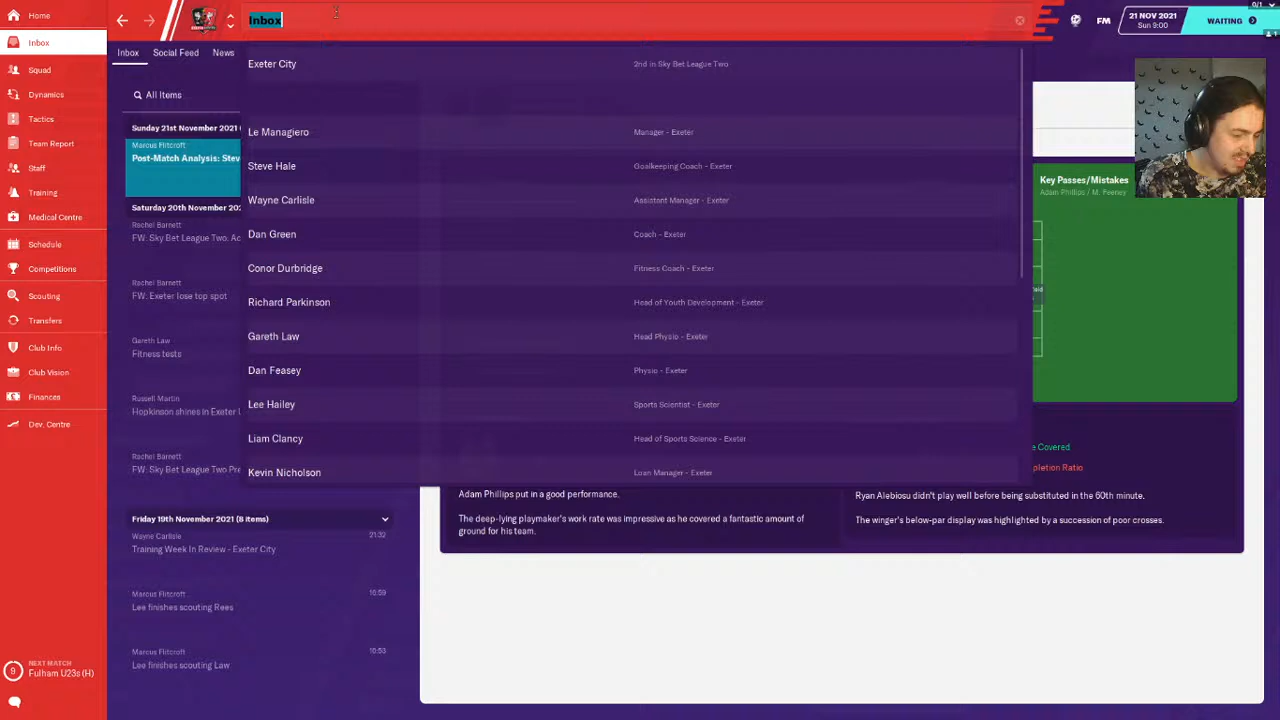 Home
Inbox
Squad
Dynamics
Tactics
Team Report
Staff
Training
Medical Centre
Schedule
Competitions
Scouting
Transfers
Club Info
Club Vision
Finances
Dev. Centre
NEXT MATCH
9
Fulham U23s (H)
Inbox
FM
21 NOV 2021
Sun 9:00
WAITING
0/1
1
Inbox Social Feed News
All Items
Sunday 21st November 2021
Marcus Flitcroft
Post-Match Analysis: Stev
Saturday 20th November 202
Rachel Barnett
FW: Sky Bet League Two: Ac
Rachel Barnett
FW: Exeter lose top spot
Gareth Law
Fitness tests
Russell Martin
Hopkinson shines in Exeter
Rachel Barnett
FW: Sky Bet League Two Pre
Friday 19th November 2021 (8 items)
Wayne Carlisle 21:32
Training Week In Review - Exeter City
Marcus Flitcroft 16:59
Lee finishes scouting Rees
Marcus Flitcroft 16:53
Lee finishes scouting Law
Exeter City 2nd in Sky Bet League Two
Le Managiero Manager - Exeter
Steve Hale Goalkeeping Coach - Exeter
Wayne Carlisle Assistant Manager - Exeter
Dan Green Coach - Exeter
Conor Durbridge Fitness Coach - Exeter
Richard Parkinson Head of Youth Development - Exeter
Gareth Law Head Physio - Exeter
Dan Feasey Physio - Exeter
Lee Hailey Sports Scientist - Exeter
Liam Clancy Head of Sports Science - Exeter
Kevin Nicholson Loan Manager - Exeter
Key Passes/Mistakes
Adam Phillips / M. Feeney
e Covered
pletion Ratio
Adam Phillips put in a good performance.
The deep-lying playmaker's work rate was impressive as he covered a fantastic amount of
ground for his team.
Ryan Alebiosu didn't play well before being substituted in the 60th minute.
The winger's below-par display was highlighted by a succession of poor crosses.